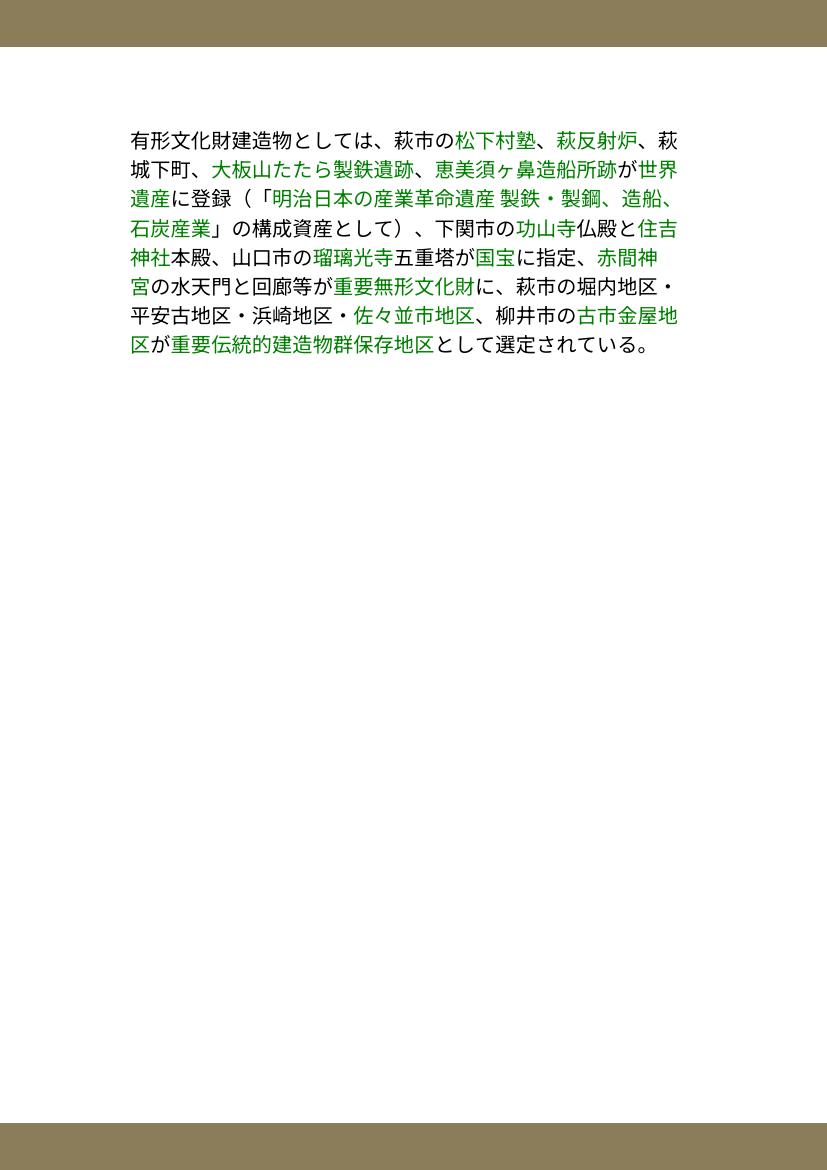 有形文化財建造物としては、萩市の松下村塾、萩反射炉、萩
城下町、大板山たたら製鉄遺跡、恵美須ヶ鼻造船所跡が世界
遺産に登録（「明治日本の産業革命遺産 製鉄・製鋼、造船、
石炭産業」の構成資産として）、下関市の功山寺仏殿と住吉
神社本殿、山口市の瑠璃光寺五重塔が国宝に指定、赤間神
宮の水天門と回廊等が重要無形文化財に、萩市の堀内地区・
平安古地区・浜崎地区・佐々並市地区、柳井市の古市金屋地
区が重要伝統的建造物群保存地区として選定されている。